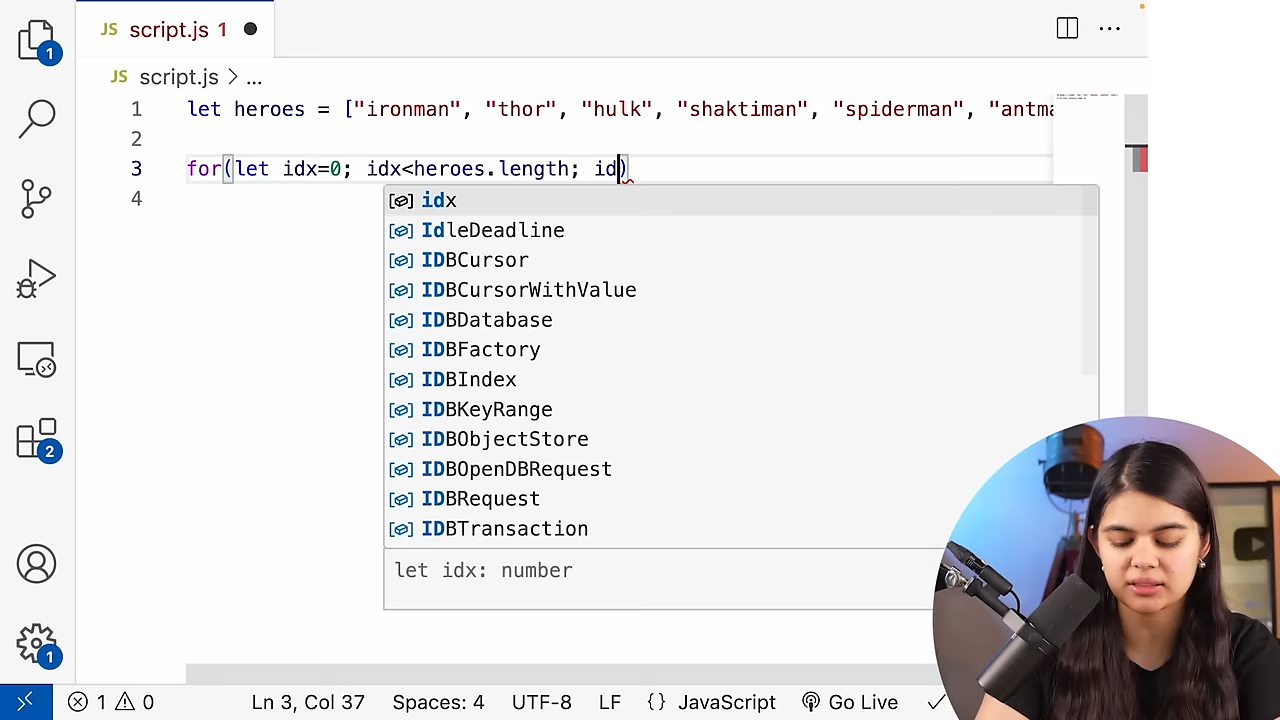 1
JS script.js 1
JS script.js > ...
1 let heroes = ["ironman", "thor", "hulk", "shaktiman", "spiderman", "antma
2
3 for(let idx=0; idx<heroes.length; id)
4
idx
IdleDeadline
IDBCursor
IDBCursorWithValue
IDBDatabase
IDBFactory
IDBIndex
IDBKeyRange
IDBObjectStore
2
IDBOpenDBRequest
IDBRequest
IDBTransaction
let idx: number
1
1 0 Ln 3, Col 37 Spaces: 4 UTF-8 LF {} JavaScript Go Live